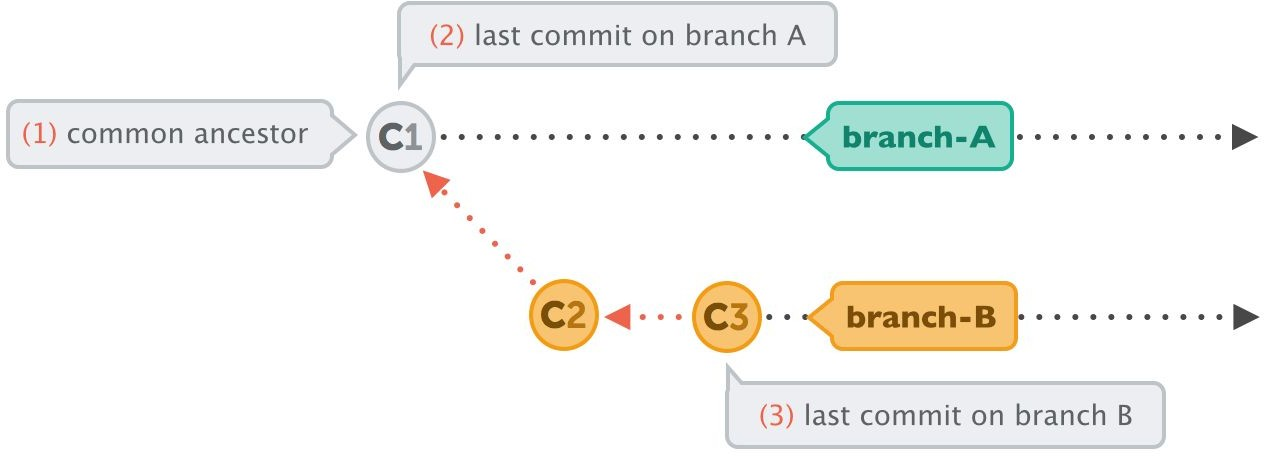 (2) last commit on branch A
(1) common ancestor
C1
branch-A
C2
C3
branch-B
(3) last commit on branch B